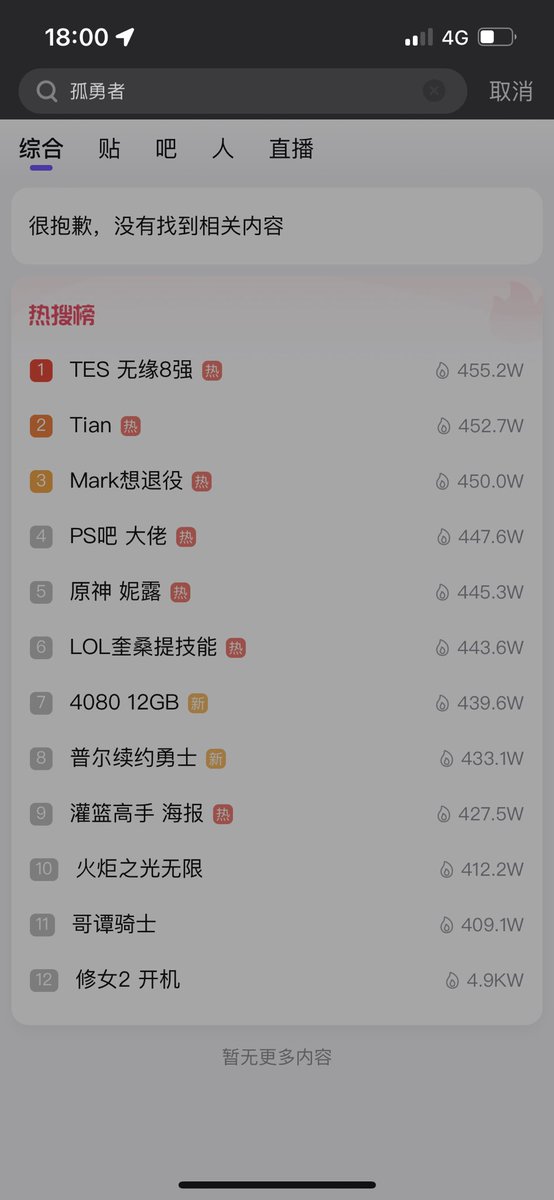 18:00 4G
孤勇者 取消
综合 贴 吧 人 直播
很抱歉，没有找到相关内容
热搜榜
1 TES 无缘8强 热 455.2W
2 Tian 热 452.7W
3 Mark想退役 热 450.0W
4 PS吧 大佬 热 447.6W
5 原神 妮露 热 445.3W
6 LOL奎桑提技能 热 443.6W
7 4080 12GB 新 439.6W
8 普尔续约勇士 新 433.1W
9 灌篮高手 海报 热 427.5W
10 火炬之光无限 412.2W
11 哥谭骑士 409.1W
12 修女2 开机 4.9KW
暂无更多内容